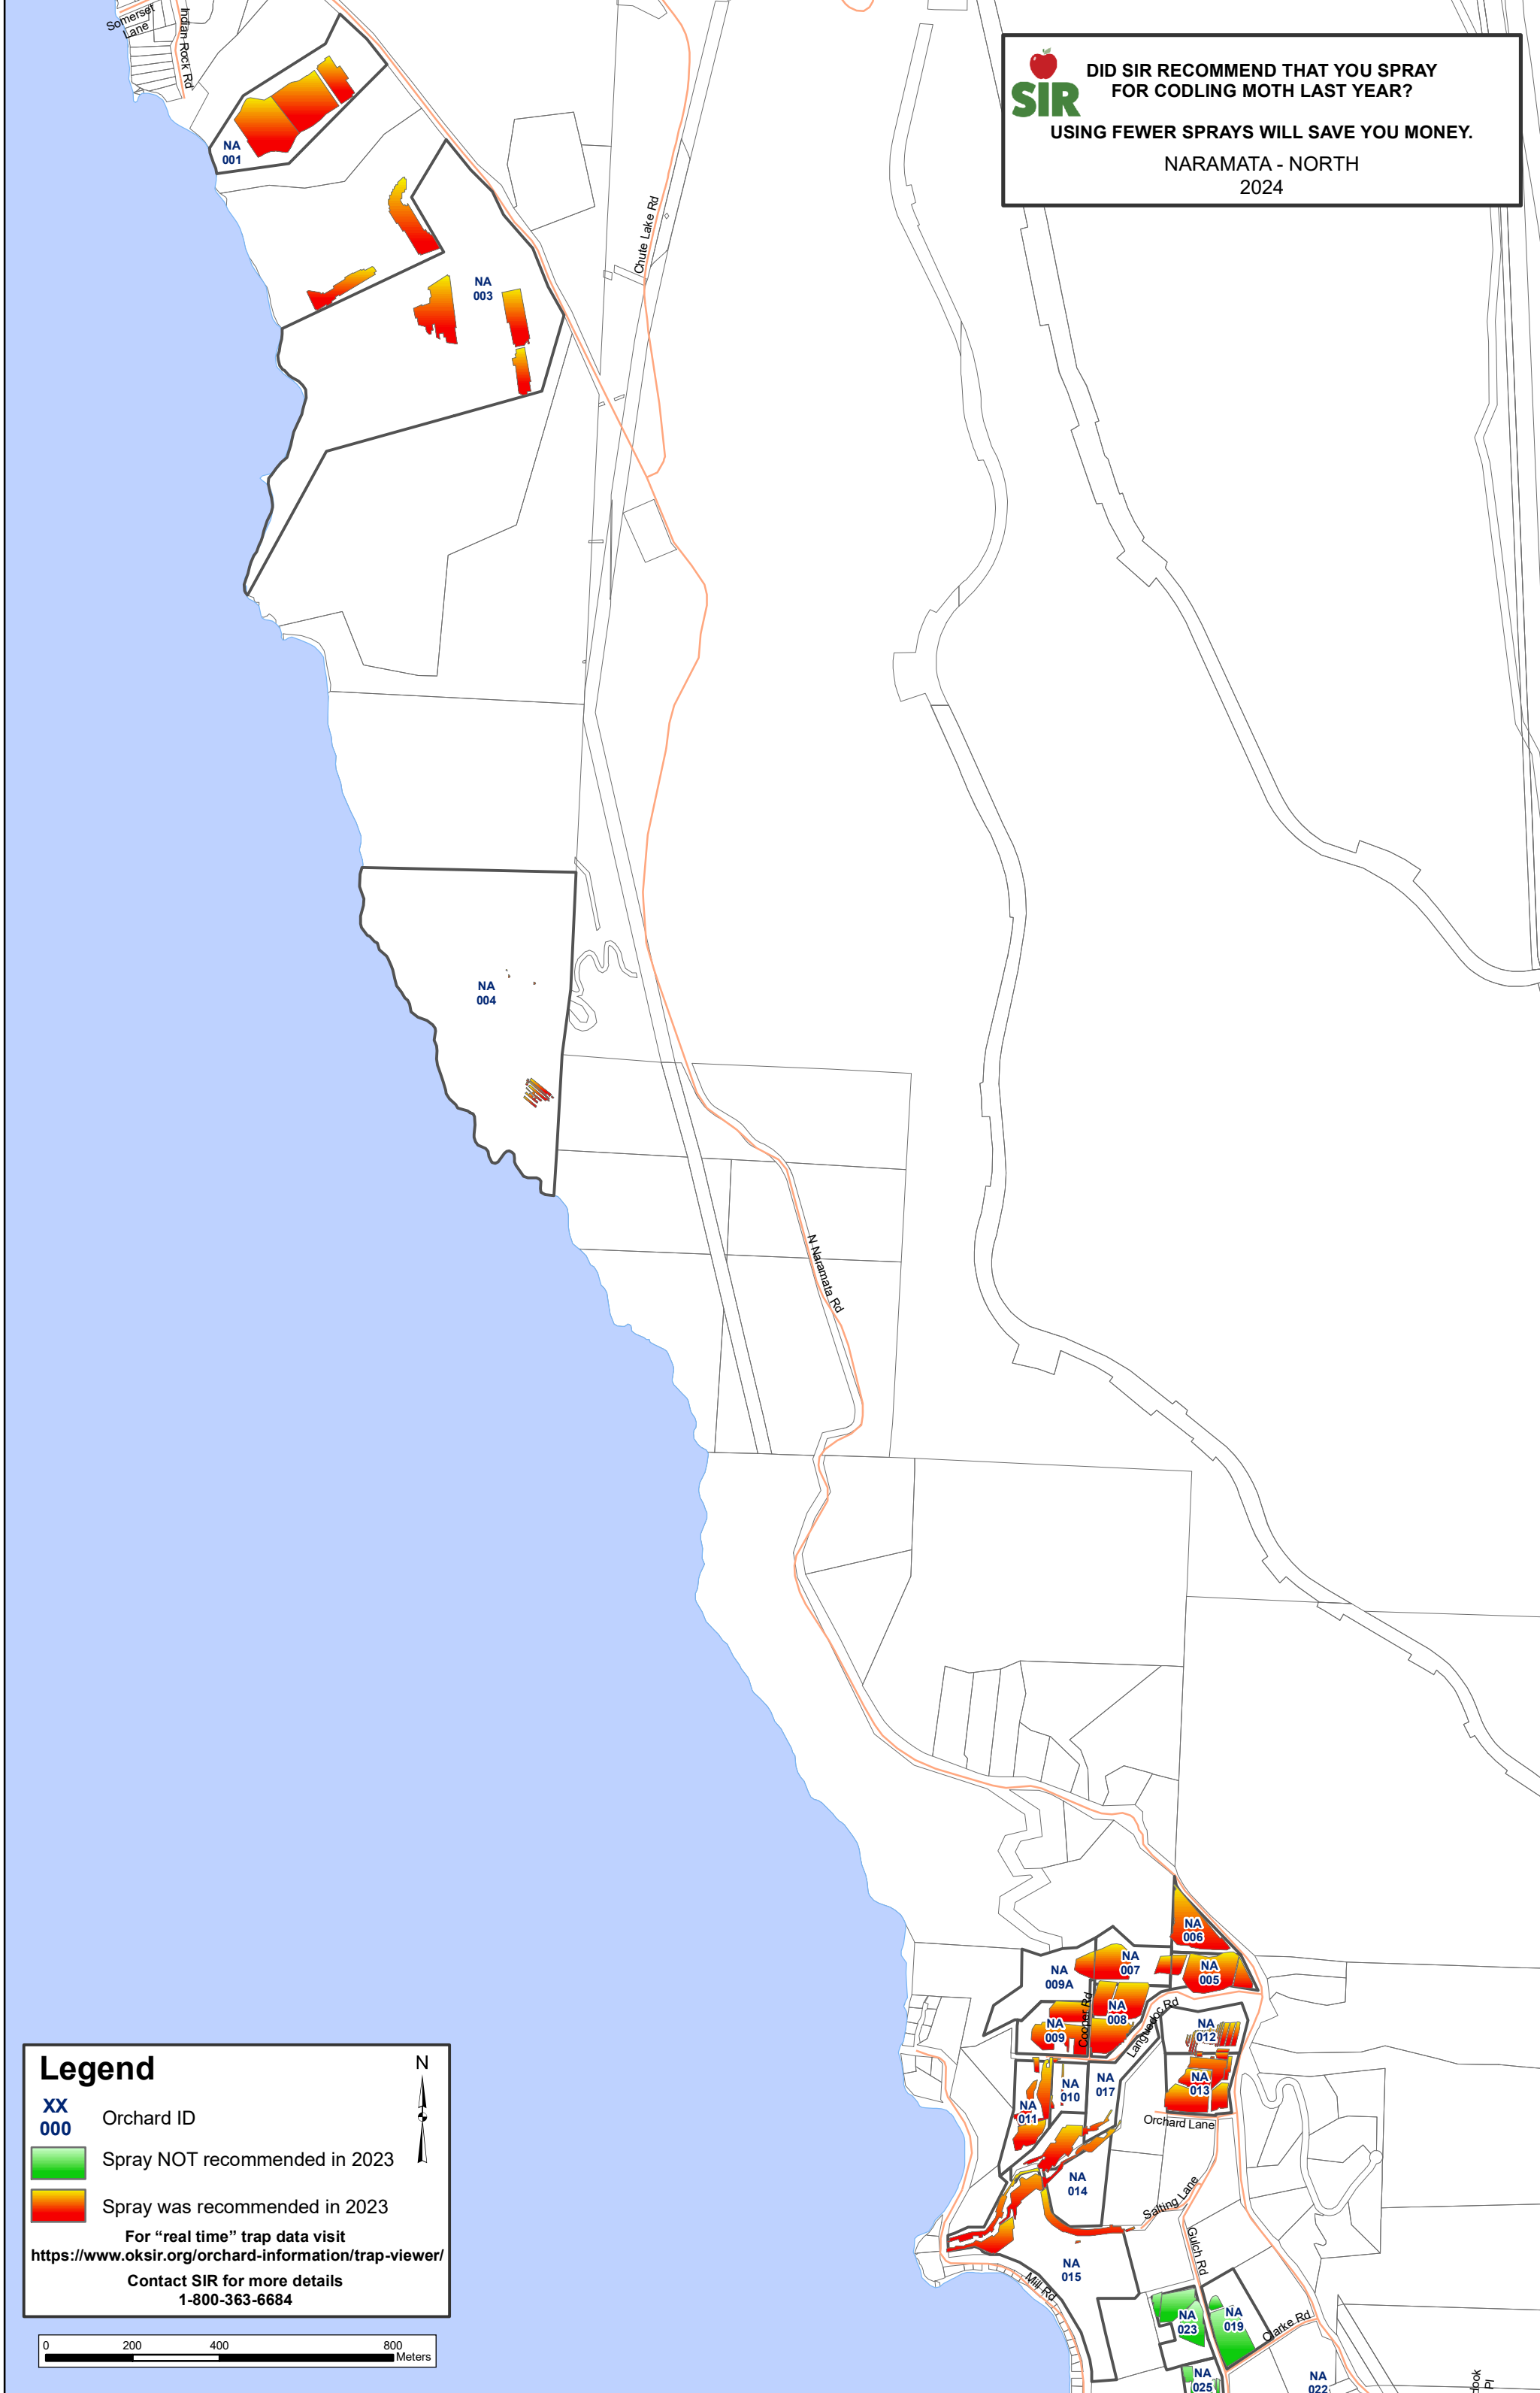 Somerset
Lane
Indian Rock Rd
SIR
DID SIR RECOMMEND THAT YOU SPRAY
FOR CODLING MOTH LAST YEAR?
USING FEWER SPRAYS WILL SAVE YOU MONEY.
NARAMATA - NORTH
2024
NA
001
Chute Lake Rd
NA
003
NA
004
N Naramata Rd
NA
006
NA
007
NA
005
NA
009A
NA
008
Cooper Rd
Languedoc Rd
NA
009
NA
012
NA
010
NA
017
NA
013
NA
011
Orchard Lane
NA
014
Salting Lane
Gulch Rd
NA
015
Mill Rd
NA
023
NA
019
Clarke Rd
NA
025
NA
022
Pl
Legend
N
XX
000
Orchard ID
Spray NOT recommended in 2023
Spray was recommended in 2023
For “real time” trap data visit
https://www.oksir.org/orchard-information/trap-viewer/
Contact SIR for more details
1-800-363-6684
0 200 400 800
Meters